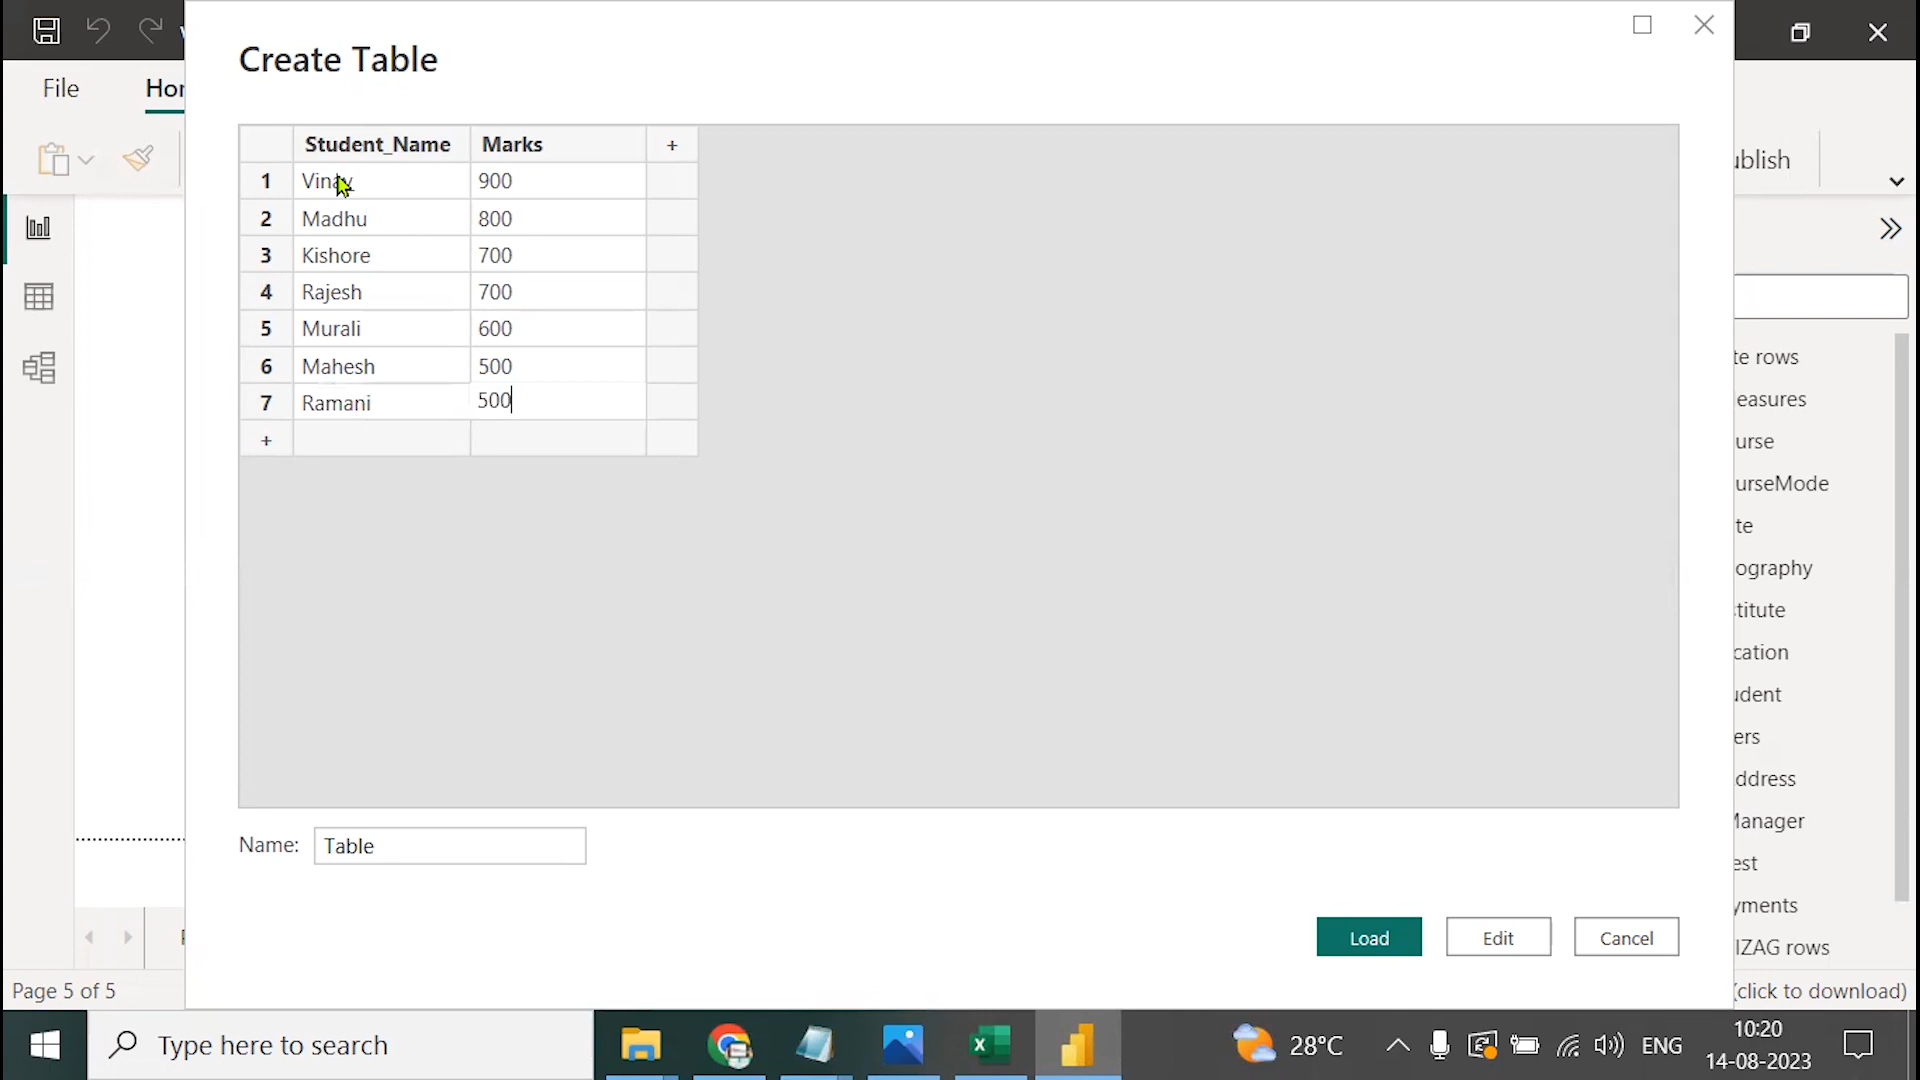 Create Table
File
Hor
ublish
Student_Name Marks +
1 Vinay 900
2 Madhu 800
3 Kishore 700
4 Rajesh 700
5 Murali 600
6 Mahesh 500
7 Ramani 500
+
te rows
easures
urse
urseMode
te
ography
titute
cation
udent
ers
ddress
Manager
est
yments
IZAG rows
Name: Table
Load Edit Cancel
Page 5 of 5
(click to download)
Type here to search
28°C
ENG
10:20
14-08-2023